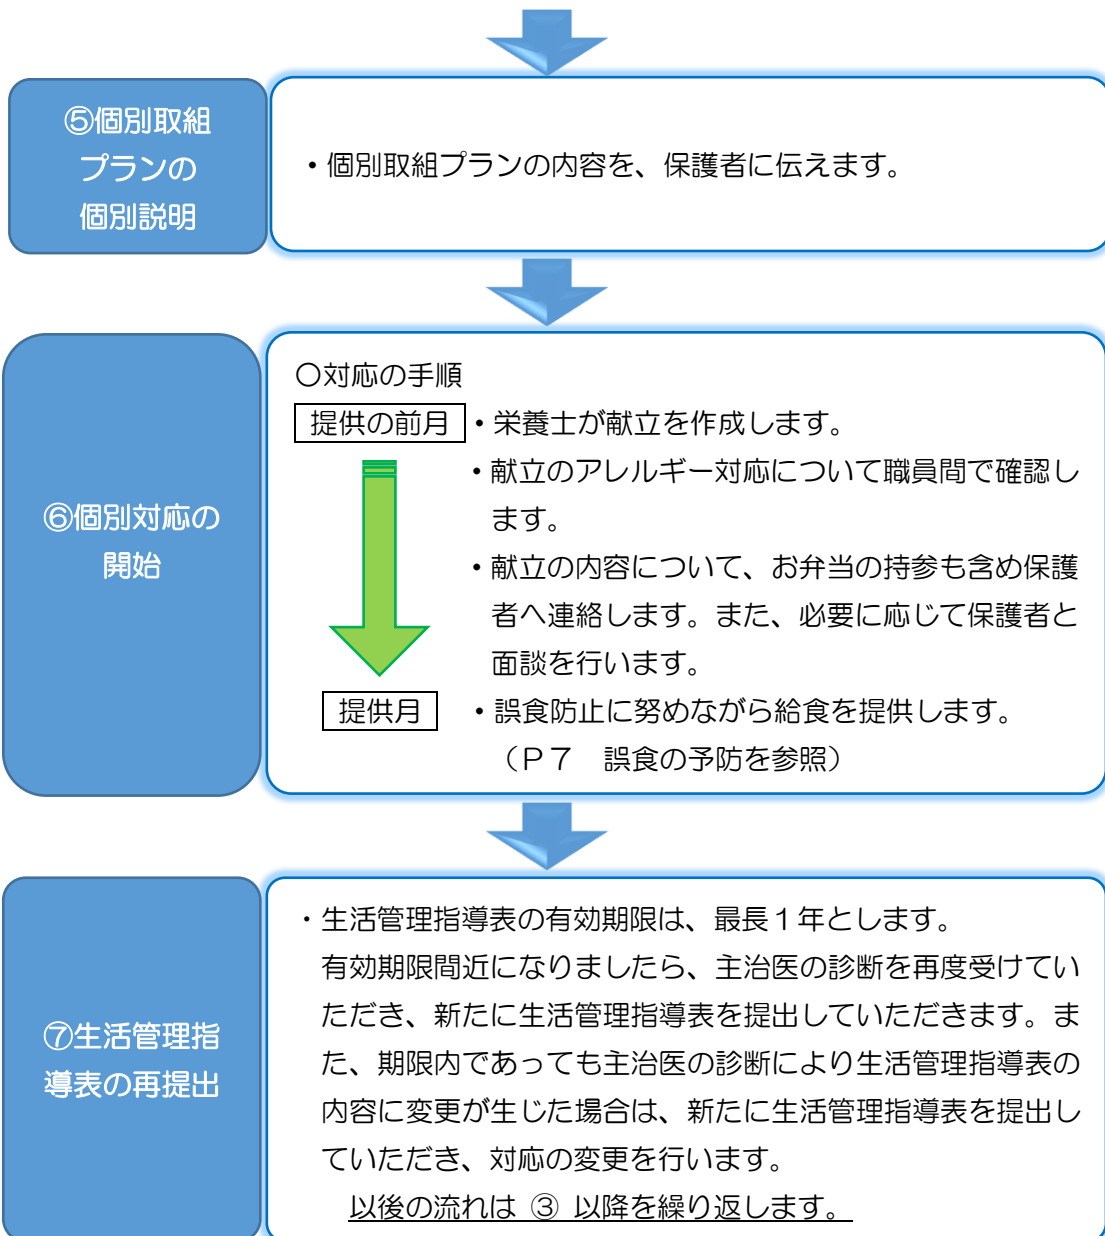 ⑤個別取組
プランの
個別説明
・個別取組プランの内容を、保護者に伝えます。
⑥個別対応の
開始
〇対応の手順
提供の前月 ・栄養士が献立を作成します。
・献立のアレルギー対応について職員間で確認し
ます。
・献立の内容について、お弁当の持参も含め保護
者へ連絡します。また、必要に応じて保護者と
面談を行います。
提供月 ・誤食防止に努めながら給食を提供します。
（Ｐ７　誤食の予防を参照）
⑦生活管理指
導表の再提出
・生活管理指導表の有効期限は、最長１年とします。
有効期限間近になりましたら、主治医の診断を再度受けてい
ただき、新たに生活管理指導表を提出していただきます。ま
た、期限内であっても主治医の診断により生活管理指導表の
内容に変更が生じた場合は、新たに生活管理指導表を提出し
ていただき、対応の変更を行います。
以後の流れは ③ 以降を繰り返します。